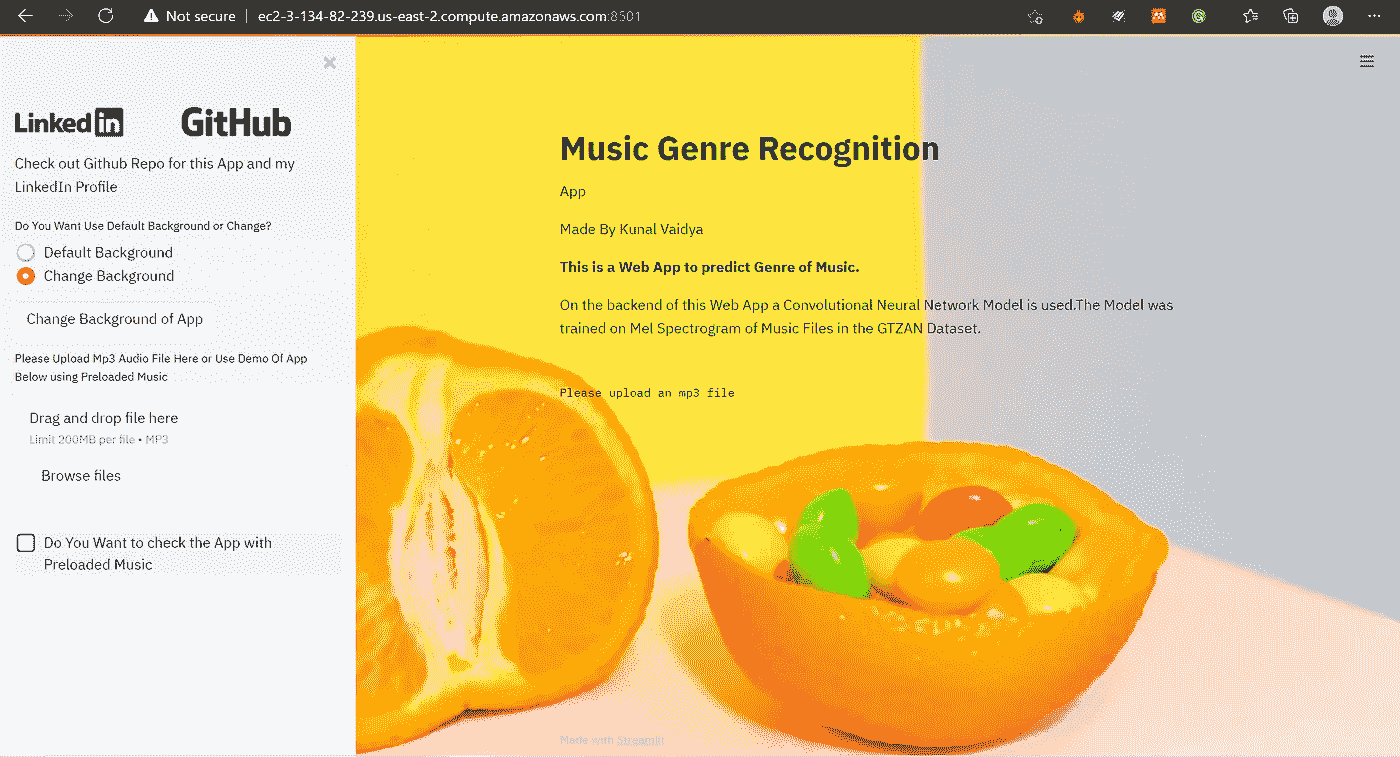 Not secure | ec2-3-134-82-239.us-east-2.compute.amazonaws.com:8501
LinkedIn GitHub
Check out Github Repo for this App and my
LinkedIn Profile
Do You Want Use Default Background or Change?
Default Background
Change Background
Change Background of App
Please Upload Mp3 Audio File Here or Use Demo Of App
Below using Preloaded Music
Drag and drop file here
Limit 200MB per file • MP3
Browse files
Do You Want to check the App with
Preloaded Music
Music Genre Recognition
App
Made By Kunal Vaidya
This is a Web App to predict Genre of Music.
On the backend of this Web App a Convolutional Neural Network Model is used.The Model was
trained on Mel Spectrogram of Music Files in the GTZAN Dataset.
Please upload an mp3 file
Made with Streamlit